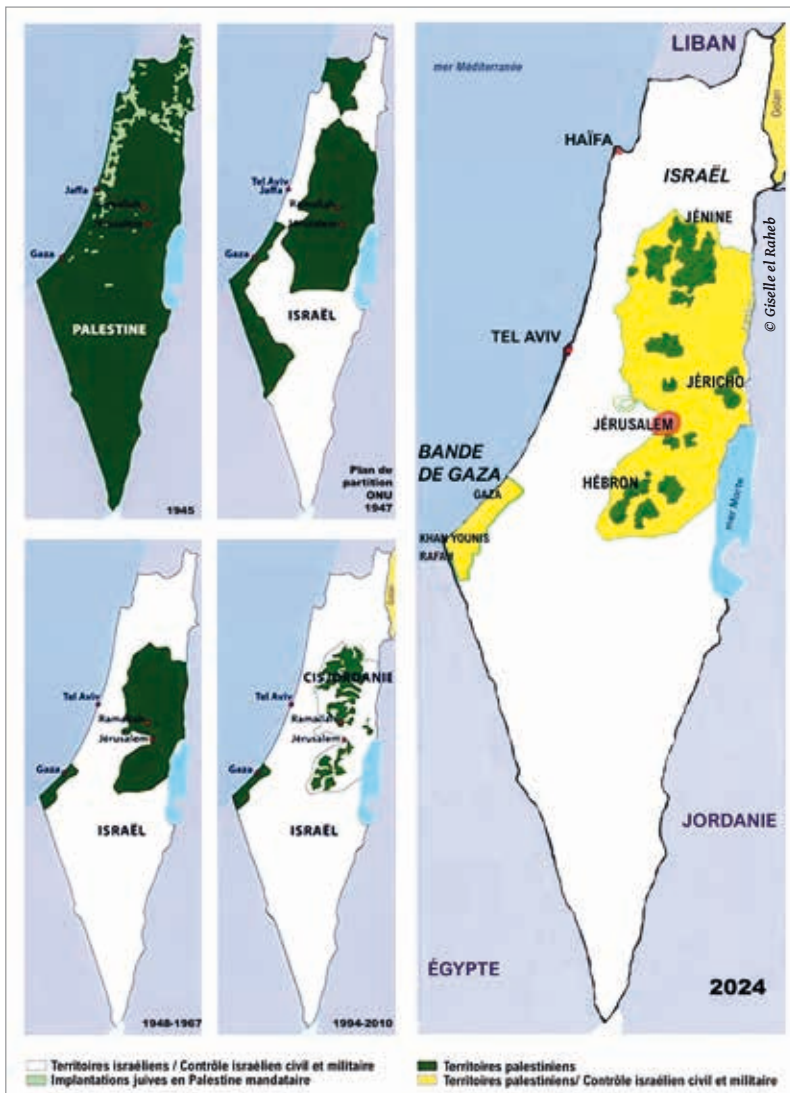 Jaffa
Gaza
PALESTINE
1945
Tel Aviv
Jaffa
Ramallah
Jérusalem
Gaza
ISRAËL
Plan de
partition
ONU
1947
Tel Aviv
Ramallah
Jérusalem
Gaza
ISRAËL
1948-1967
CISJORDANIE
Tel Aviv
Ramallah
Jérusalem
Gaza
ISRAËL
1994-2010
LIBAN
mer Méditerranée
Golan
HAÏFA
ISRAËL
JÉNINE
© Giselle el Raheb
TEL AVIV
JÉRICHO
JÉRUSALEM
BANDE
DE GAZA
GAZA
HÉBRON
mer Morte
KHAN YOUNIS
RAFAH
JORDANIE
ÉGYPTE
2024
Territoires israéliens / Contrôle israélien civil et militaire
Implantations juives en Palestine mandataire
Territoires palestiniens
Territoires palestiniens/ Contrôle israélien civil et militaire